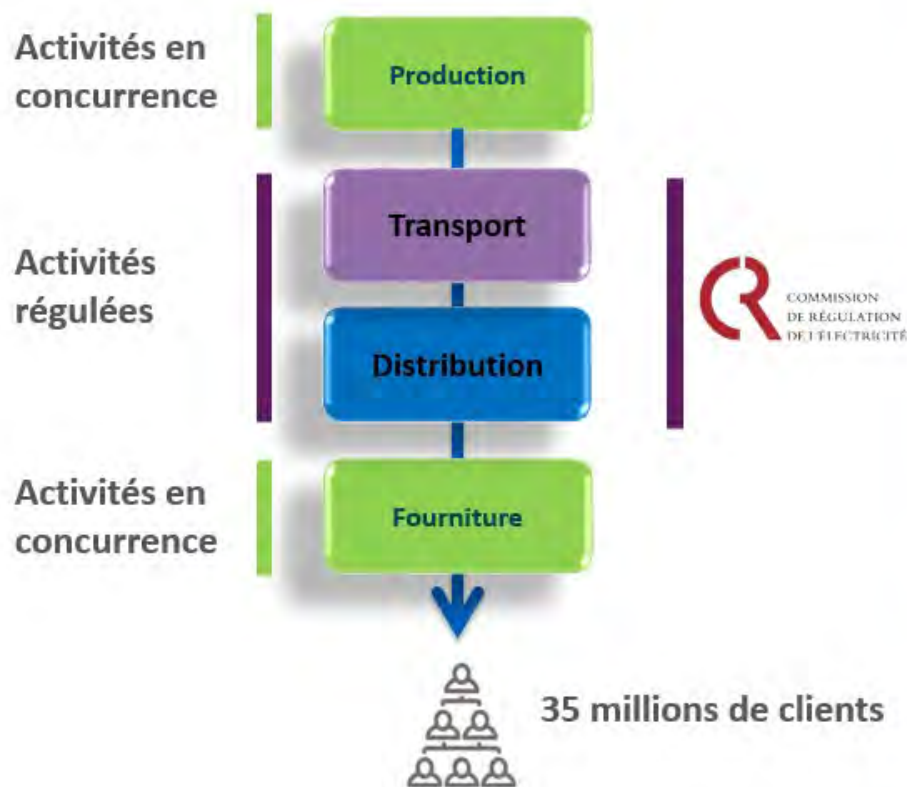 Activités en
concurrence
Production
Activités
régulées
Transport
Distribution
CR
COMMISSION
DE RÉGULATION
DE L'ÉLECTRICITÉ
Activités en
concurrence
Fourniture
35 millions de clients